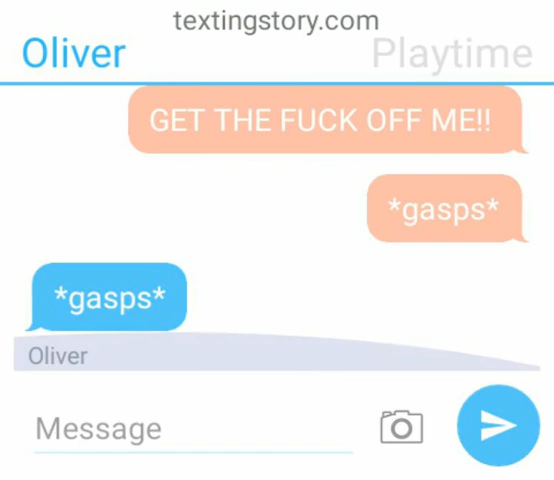 textingstory.com
Oliver Playtime
GET THE FUCK OFF ME!!
*gasps*
*gasps*
Oliver
Message